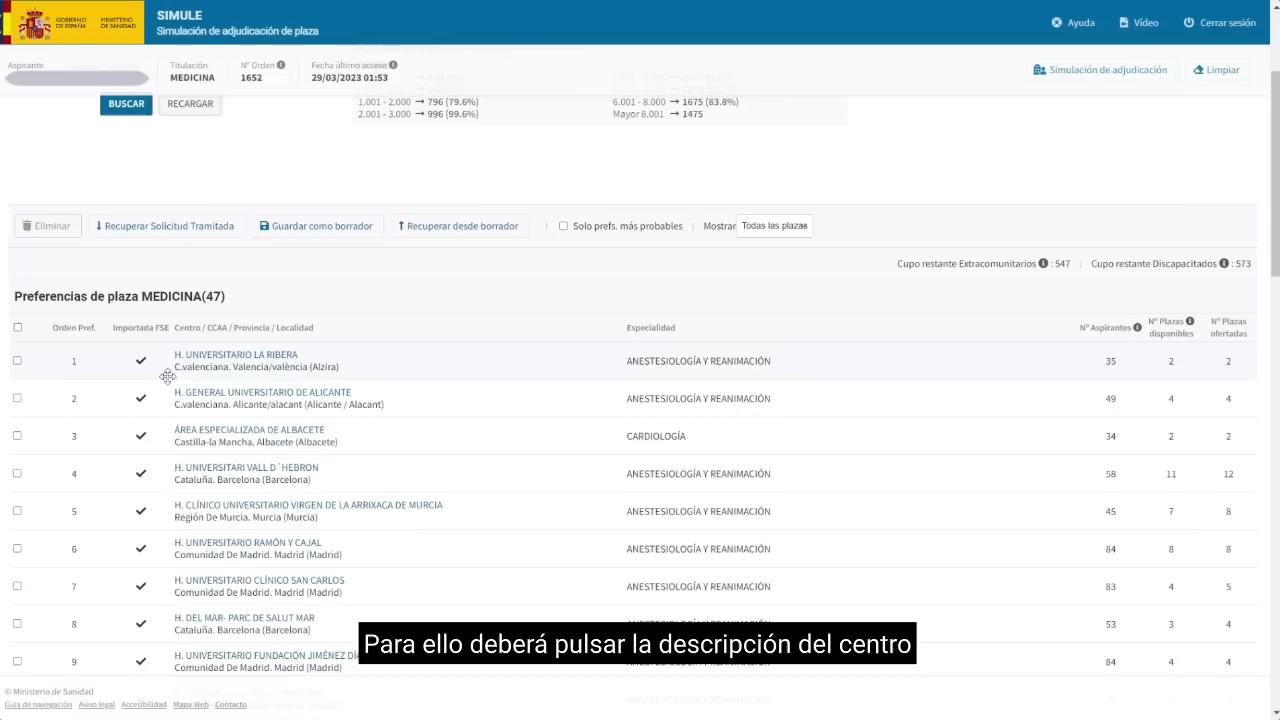 GOBIERNO DE ESPAÑA
MINISTERIO DE SANIDAD
SIMULE
Simulación de adjudicación de plaza
Ayuda
Vídeo
Cerrar sesión
Aspirante
Titulación
MEDICINA
Nº Orden
1652
Fecha último acceso
29/03/2023 01:53
Simulación de adjudicación
Limpiar
BUSCAR
RECARGAR
1.001 - 2.000 → 796 (79.6%)
6.001 - 8.000 → 1675 (83.8%)
2.001 - 3.000 → 996 (99.6%)
Mayor 8.001 → 1475
Eliminar
Recuperar Solicitud Tramitada
Guardar como borrador
Recuperar desde borrador
Solo prefs. más probables
Mostrar
Todas las plazas
Cupo restante Extracomunitarios : 547
Cupo restante Discapacitados : 573
Preferencias de plaza MEDICINA(47)
Orden Pref. Importada FSE Centro / CCAA / Provincia / Localidad Especialidad Nº Aspirantes Nº Plazas disponibles Nº Plazas ofertadas
1 H. UNIVERSITARIO LA RIBERA ANESTESIOLOGÍA Y REANIMACIÓN 35 2 2
C.valenciana. Valencia/valència (Alzira)
2 H. GENERAL UNIVERSITARIO DE ALICANTE ANESTESIOLOGÍA Y REANIMACIÓN 49 4 4
C.valenciana. Alicante/alacant (Alicante / Alacant)
3 ÁREA ESPECIALIZADA DE ALBACETE CARDIOLOGÍA 34 2 2
Castilla-la Mancha. Albacete (Albacete)
4 H. UNIVERSITARI VALL D´HEBRON ANESTESIOLOGÍA Y REANIMACIÓN 58 11 12
Cataluña. Barcelona (Barcelona)
5 H. CLÍNICO UNIVERSITARIO VIRGEN DE LA ARRIXACA DE MURCIA ANESTESIOLOGÍA Y REANIMACIÓN 45 7 8
Región De Murcia. Murcia (Murcia)
6 H. UNIVERSITARIO RAMÓN Y CAJAL ANESTESIOLOGÍA Y REANIMACIÓN 84 8 8
Comunidad De Madrid. Madrid (Madrid)
7 H. UNIVERSITARIO CLÍNICO SAN CARLOS ANESTESIOLOGÍA Y REANIMACIÓN 83 4 5
Comunidad De Madrid. Madrid (Madrid)
8 H. DEL MAR- PARC DE SALUT MAR 53 3 4
Cataluña. Barcelona (Barcelona)
Para ello deberá pulsar la descripción del centro
9 H. UNIVERSITARIO FUNDACIÓN JIMÉNEZ 84 4 4
Comunidad De Madrid. Madrid (Madrid)
© Ministerio de Sanidad
Guía de navegación Aviso legal Accesibilidad Mapa Web Contacto